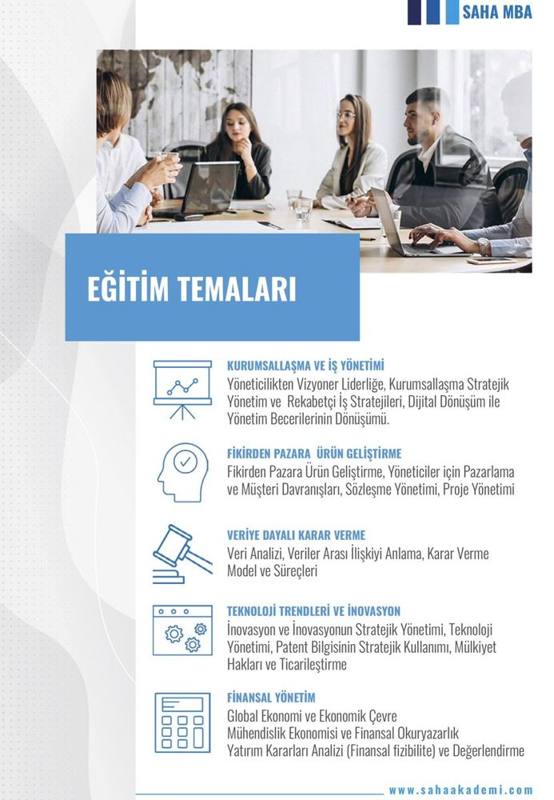 SAHA MBA
EĞİTİM TEMALARI
KURUMSALLAŞMA VE İŞ YÖNETİMİ
Yöneticilikten Vizyoner Liderliğe, Kurumsallaşma Stratejik
Yönetim ve Rekabetçi İş Stratejileri, Dijital Dönüşüm ile
Yönetim Becerilerinin Dönüşümü.
FİKİRDEN PAZARA ÜRÜN GELİŞTİRME
Fikirden Pazara Ürün Geliştirme, Yöneticiler için Pazarlama
ve Müşteri Davranışları, Sözleşme Yönetimi, Proje Yönetimi
VERİYE DAYALI KARAR VERME
Veri Analizi, Veriler Arası İlişkiyi Anlama, Karar Verme
Model ve Süreçleri
TEKNOLOJİ TRENDLERİ VE İNOVASYON
İnovasyon ve İnovasyonun Stratejik Yönetimi, Teknoloji
Yönetimi, Patent Bilgisinin Stratejik Kullanımı, Mülkiyet
Hakları ve Ticarileştirme
FİNANSAL YÖNETİM
Global Ekonomi ve Ekonomik Çevre
Mühendislik Ekonomisi ve Finansal Okuryazarlık
Yatırım Kararları Analizi (Finansal fizibilite) ve Değerlendirme
www.sahaakademi.com